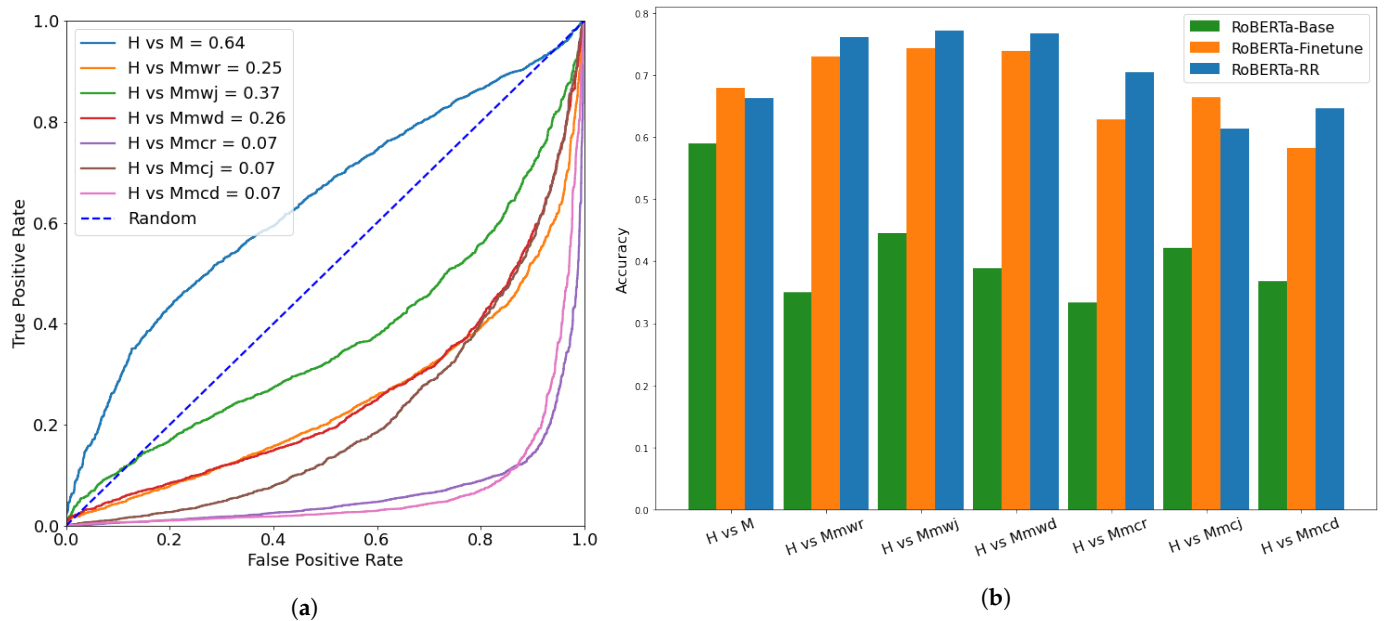 H vs M = 0.64
H vs Mmwr = 0.25
H vs Mmwj = 0.37
H vs Mmwd = 0.26
H vs Mmcr = 0.07
H vs Mmcj = 0.07
H vs Mmcd = 0.07
Random
True Positive Rate
1.0
0.8
0.6
0.4
0.2
0.0
0.0 0.2 0.4 0.6 0.8 1.0
False Positive Rate
(a)
RoBERTa-Base
RoBERTa-Finetune
RoBERTa-RR
Accuracy
0.8
0.7
0.6
0.5
0.4
0.3
0.2
0.1
0.0
H vs M H vs Mmwr H vs Mmwj H vs Mmwd H vs Mmcr H vs Mmcj H vs Mmcd
(b)